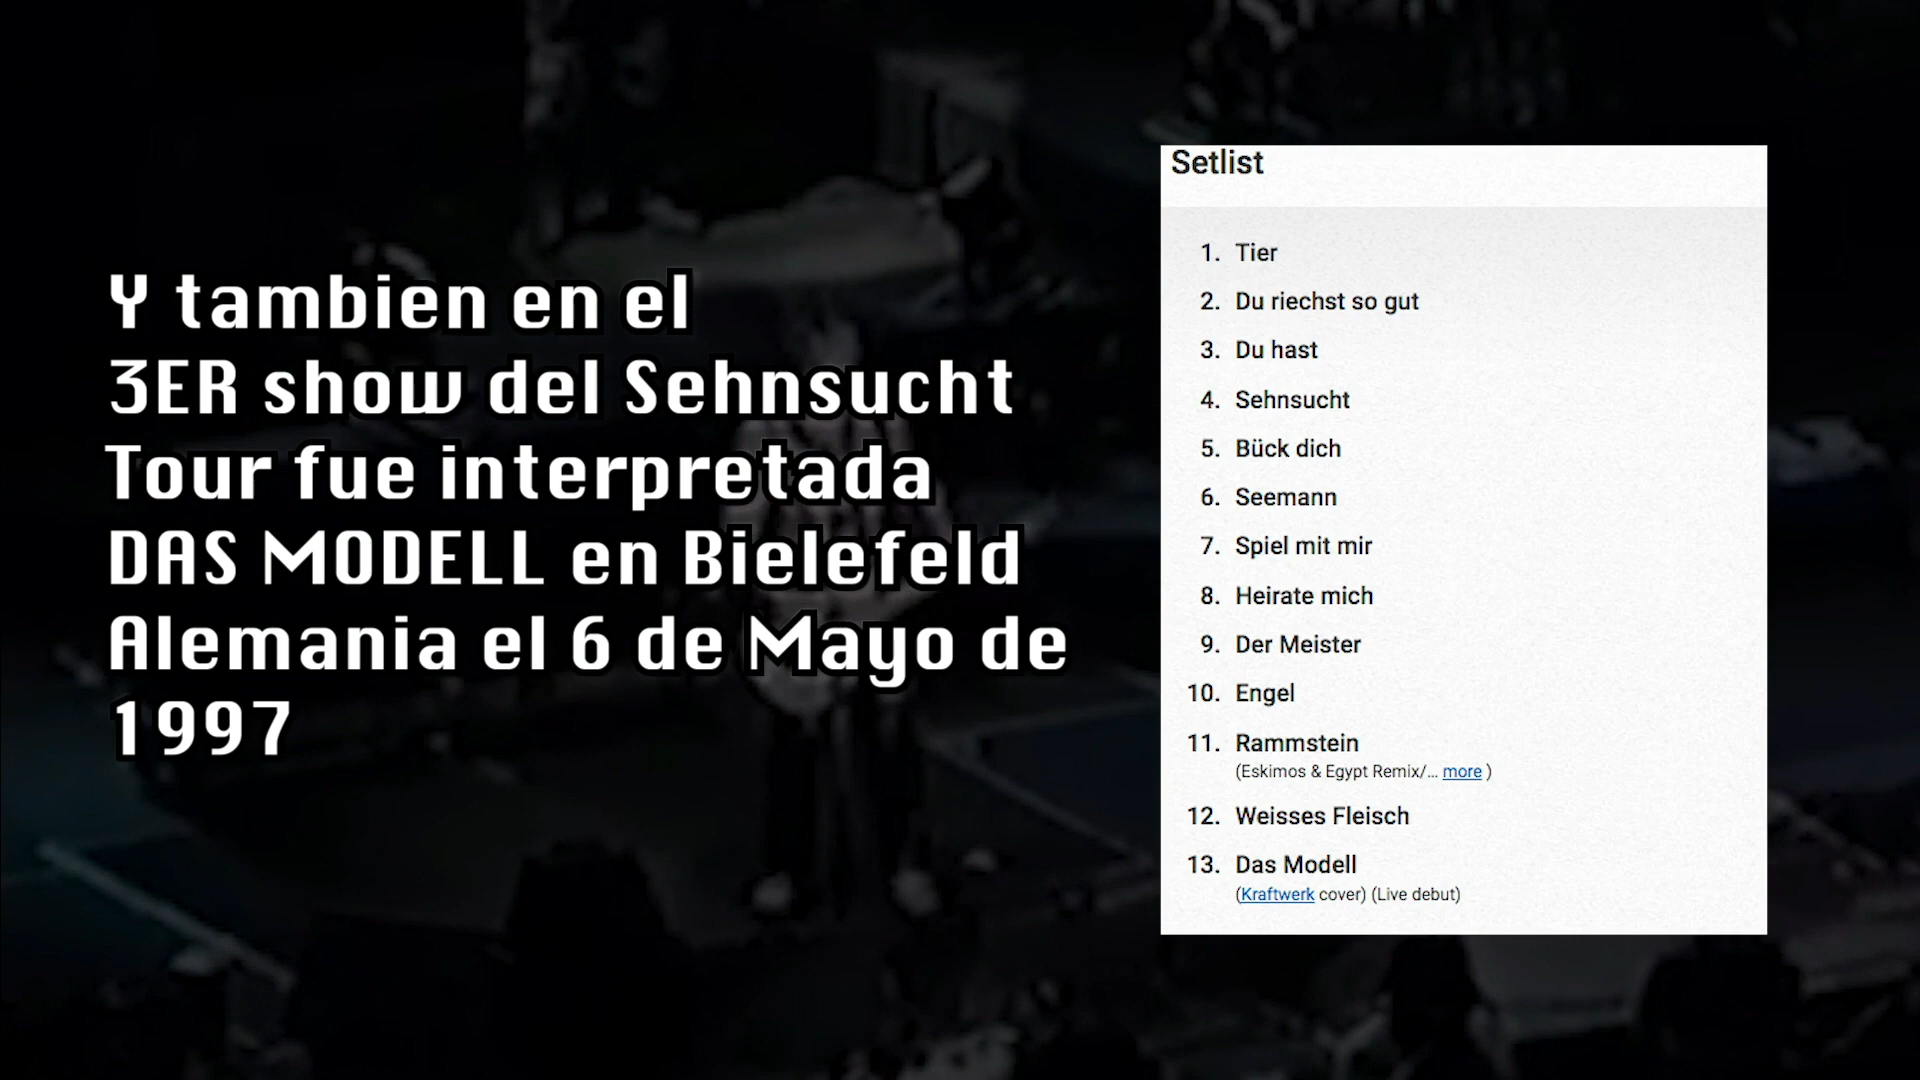 Y tambien en el
3ER show del Sehnsucht
Tour fue interpretada
DAS MODELL en Bielefeld
Alemania el 6 de Mayo de
1997
Setlist
1. Tier
2. Du riechst so gut
3. Du hast
4. Sehnsucht
5. Bück dich
6. Seemann
7. Spiel mit mir
8. Heirate mich
9. Der Meister
10. Engel
11. Rammstein
(Eskimos & Egypt Remix/... more )
12. Weisses Fleisch
13. Das Modell
(Kraftwerk cover) (Live debut)